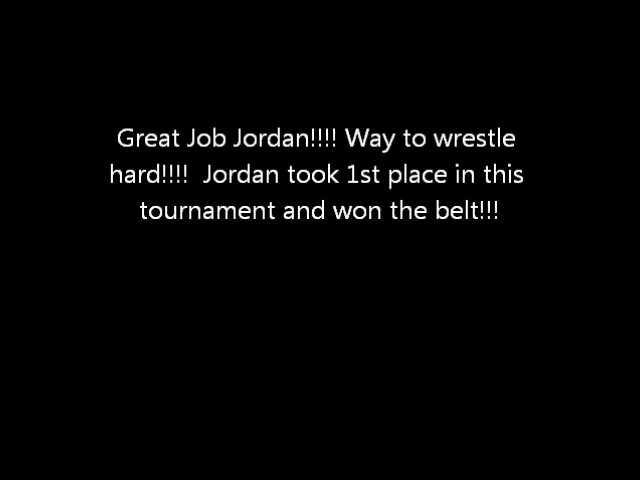 Great Job Jordan!!!! Way to wrestle
hard!!!!  Jordan took 1st place in this
tournament and won the belt!!!